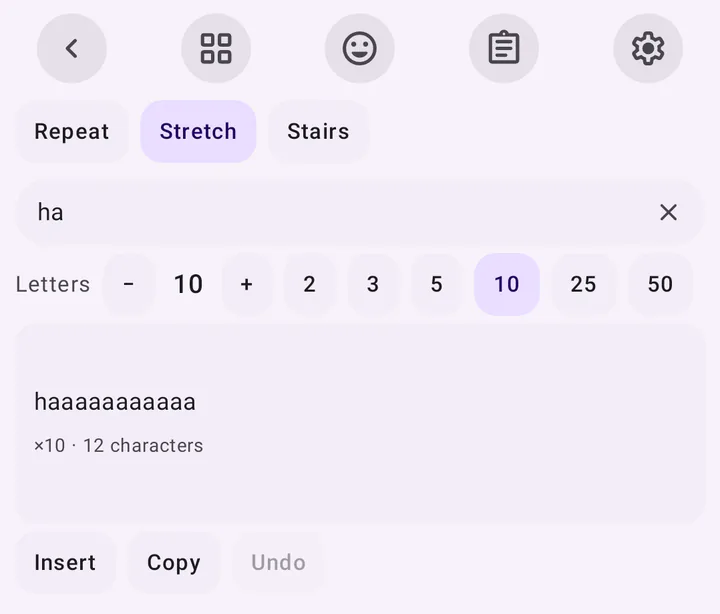 Repeat Stretch Stairs
ha
Letters - 10 + 2 3 5 10 25 50
haaaaaaaaaaa
×10 · 12 characters
Insert Copy Undo